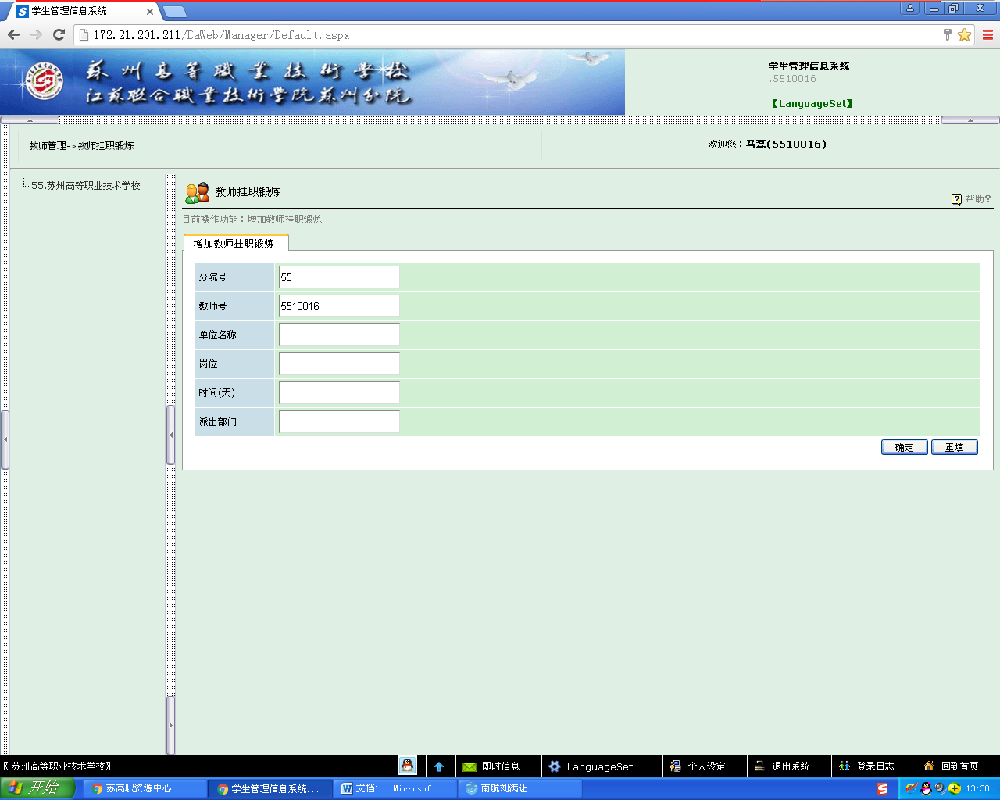 学生管理信息系统
172.21.201.211/EaWeb/Manager/Default.aspx
苏州高等职业技术学校
江苏联合职业技术学院苏州分院
学生管理信息系统
.5510016
【LanguageSet】
教师管理->教师挂职锻炼
欢迎您：马磊(5510016)
55.苏州高等职业技术学校
教师挂职锻炼
帮助?
目前操作功能：增加教师挂职锻炼
增加教师挂职锻炼
分院号 55
教师号 5510016
单位名称
岗位
时间(天)
派出部门
确定 重填
〖苏州高等职业技术学校〗 即时信息 LanguageSet 个人设定 退出系统 登录日志 回到首页
开始 苏高职资源中心 -... 学生管理信息系统... 文档1 - Microsof... 南航刘满让 13:38